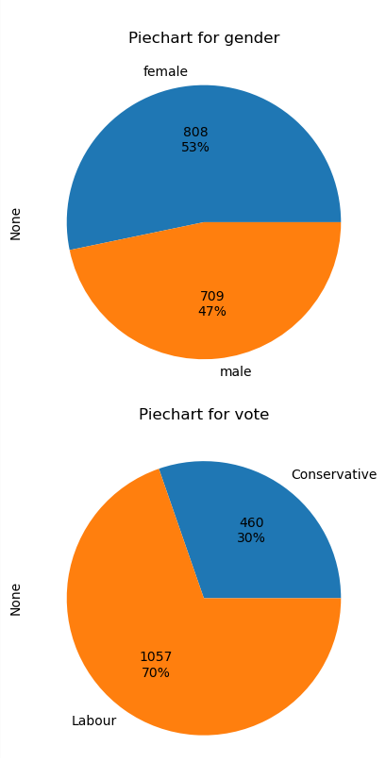 Piechart for gender
female
808
53%
None
709
47%
male
Piechart for vote
Conservative
460
30%
None
1057
70%
Labour